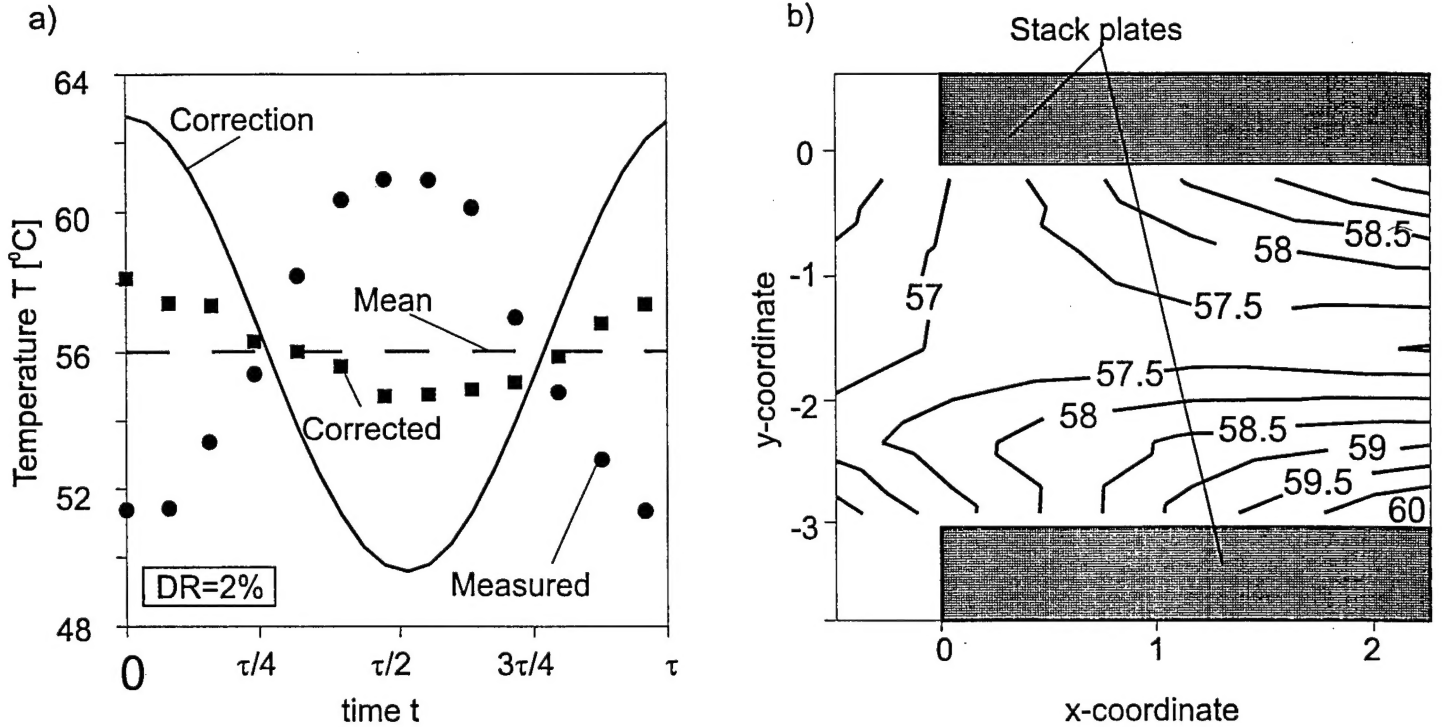 a)
64
60
56
52
48
Temperature T [⁰C]
Correction
Mean
Corrected
Measured
DR=2%
0
τ/4
τ/2
3τ/4
τ
time t
b)
Stack plates
0
-1
-2
-3
y-coordinate
58.5
58
57
57.5
57.5
58
58.5
59
59.5
60
0
1
2
x-coordinate